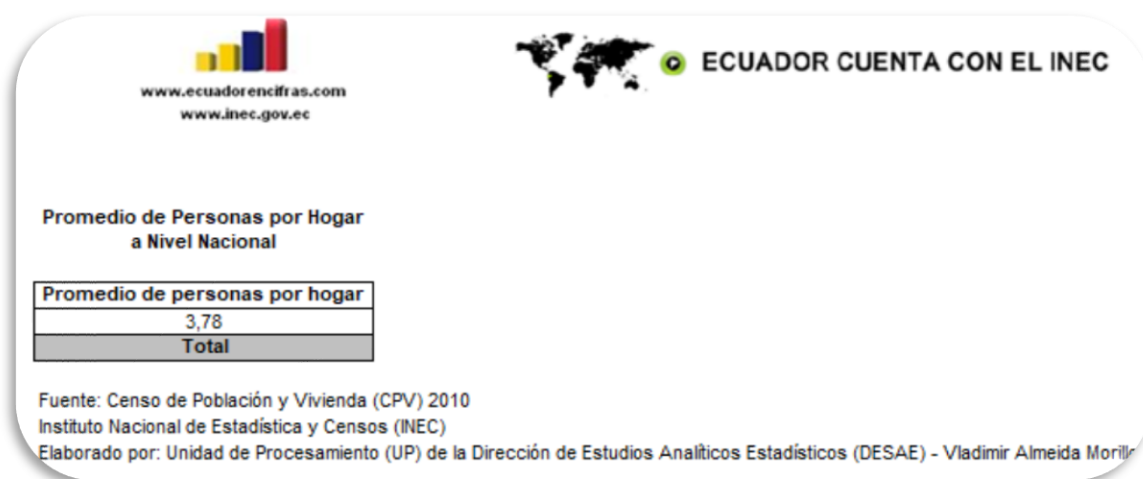 www.ecuadorencifras.com
www.inec.gov.ec
ECUADOR CUENTA CON EL INEC
Promedio de Personas por Hogar
a Nivel Nacional
Promedio de personas por hogar
3,78
Total
Fuente: Censo de Población y Vivienda (CPV) 2010
Instituto Nacional de Estadística y Censos (INEC)
Elaborado por: Unidad de Procesamiento (UP) de la Dirección de Estudios Analíticos Estadísticos (DESAE) - Vladimir Almeida